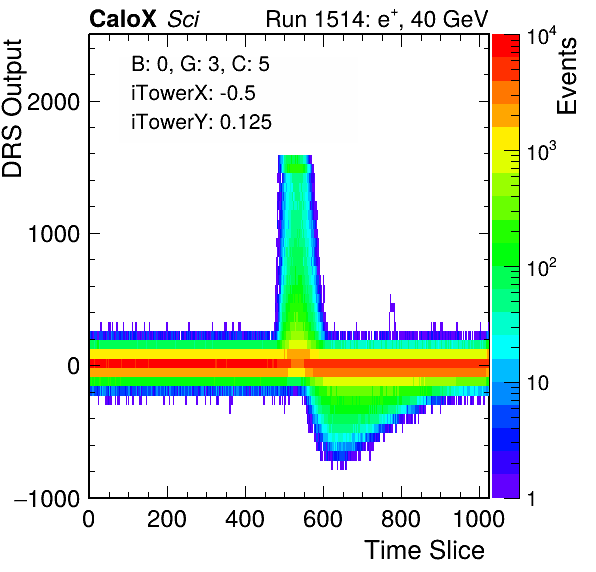 CaloX Sci Run 1514: e⁺, 40 GeV
B: 0, G: 3, C: 5
iTowerX: -0.5
iTowerY: 0.125
DRS Output
2000
1000
0
−1000
0 200 400 600 800 1000
Time Slice
Events
10⁴
10³
10²
10
1